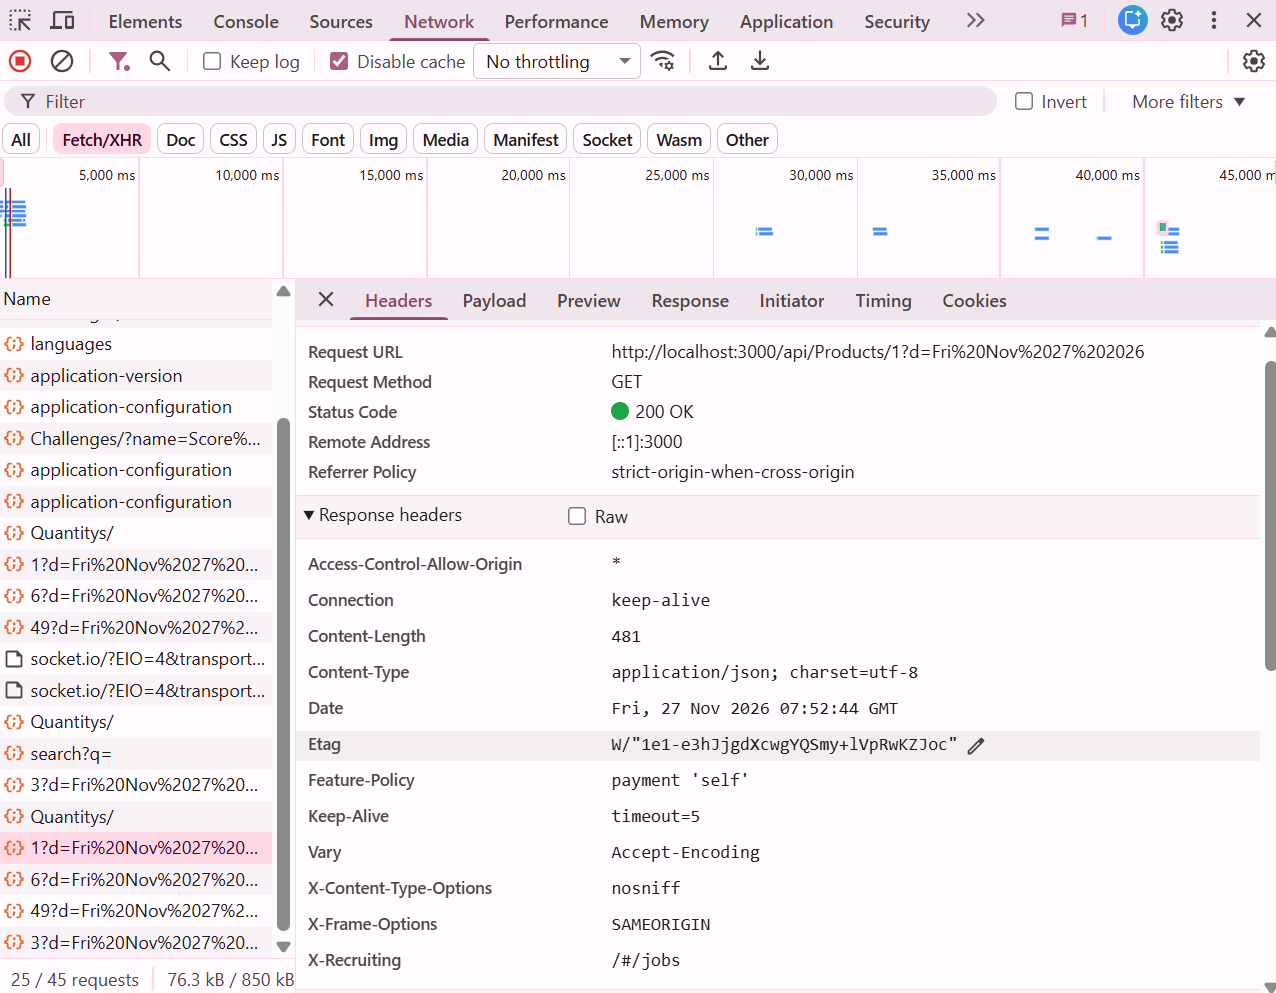 Elements Console Sources Network Performance Memory Application Security 1
Keep log Disable cache No throttling
Filter Invert More filters
All Fetch/XHR Doc CSS JS Font Img Media Manifest Socket Wasm Other
5,000 ms 10,000 ms 15,000 ms 20,000 ms 25,000 ms 30,000 ms 35,000 ms 40,000 ms 45,000 m
Name
languages
application-version
application-configuration
Challenges/?name=Score%...
application-configuration
application-configuration
Quantitys/
1?d=Fri%20Nov%2027%20...
6?d=Fri%20Nov%2027%20...
49?d=Fri%20Nov%2027%2...
socket.io/?EIO=4&transport...
socket.io/?EIO=4&transport...
Quantitys/
search?q=
3?d=Fri%20Nov%2027%20...
Quantitys/
1?d=Fri%20Nov%2027%20...
6?d=Fri%20Nov%2027%20...
49?d=Fri%20Nov%2027%2...
3?d=Fri%20Nov%2027%20...
25 / 45 requests 76.3 kB / 850 kB
Headers Payload Preview Response Initiator Timing Cookies
Request URL http://localhost:3000/api/Products/1?d=Fri%20Nov%2027%202026
Request Method GET
Status Code 200 OK
Remote Address [::1]:3000
Referrer Policy strict-origin-when-cross-origin
Response headers Raw
Access-Control-Allow-Origin *
Connection keep-alive
Content-Length 481
Content-Type application/json; charset=utf-8
Date Fri, 27 Nov 2026 07:52:44 GMT
Etag W/"1e1-e3hJjgdXcwgYQSmy+lVpRwKZJoc"
Feature-Policy payment 'self'
Keep-Alive timeout=5
Vary Accept-Encoding
X-Content-Type-Options nosniff
X-Frame-Options SAMEORIGIN
X-Recruiting /#/jobs